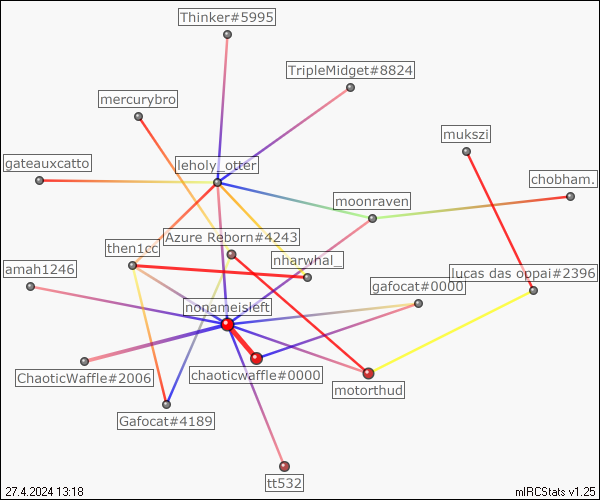 Thinker#5995
TripleMidget#8824
mercurybro
mukszi
gateauxcatto
leholy_otter
chobham.
moonraven
Azure Reborn#4243
then1cc
nharwhal_
amah1246
lucas das oppai#2396
gafocat#0000
nonameisleft
ChaoticWaffle#2006
chaoticwaffle#0000
motorthud
Gafocat#4189
tt532
27.4.2024 13:18
mIRCStats v1.25